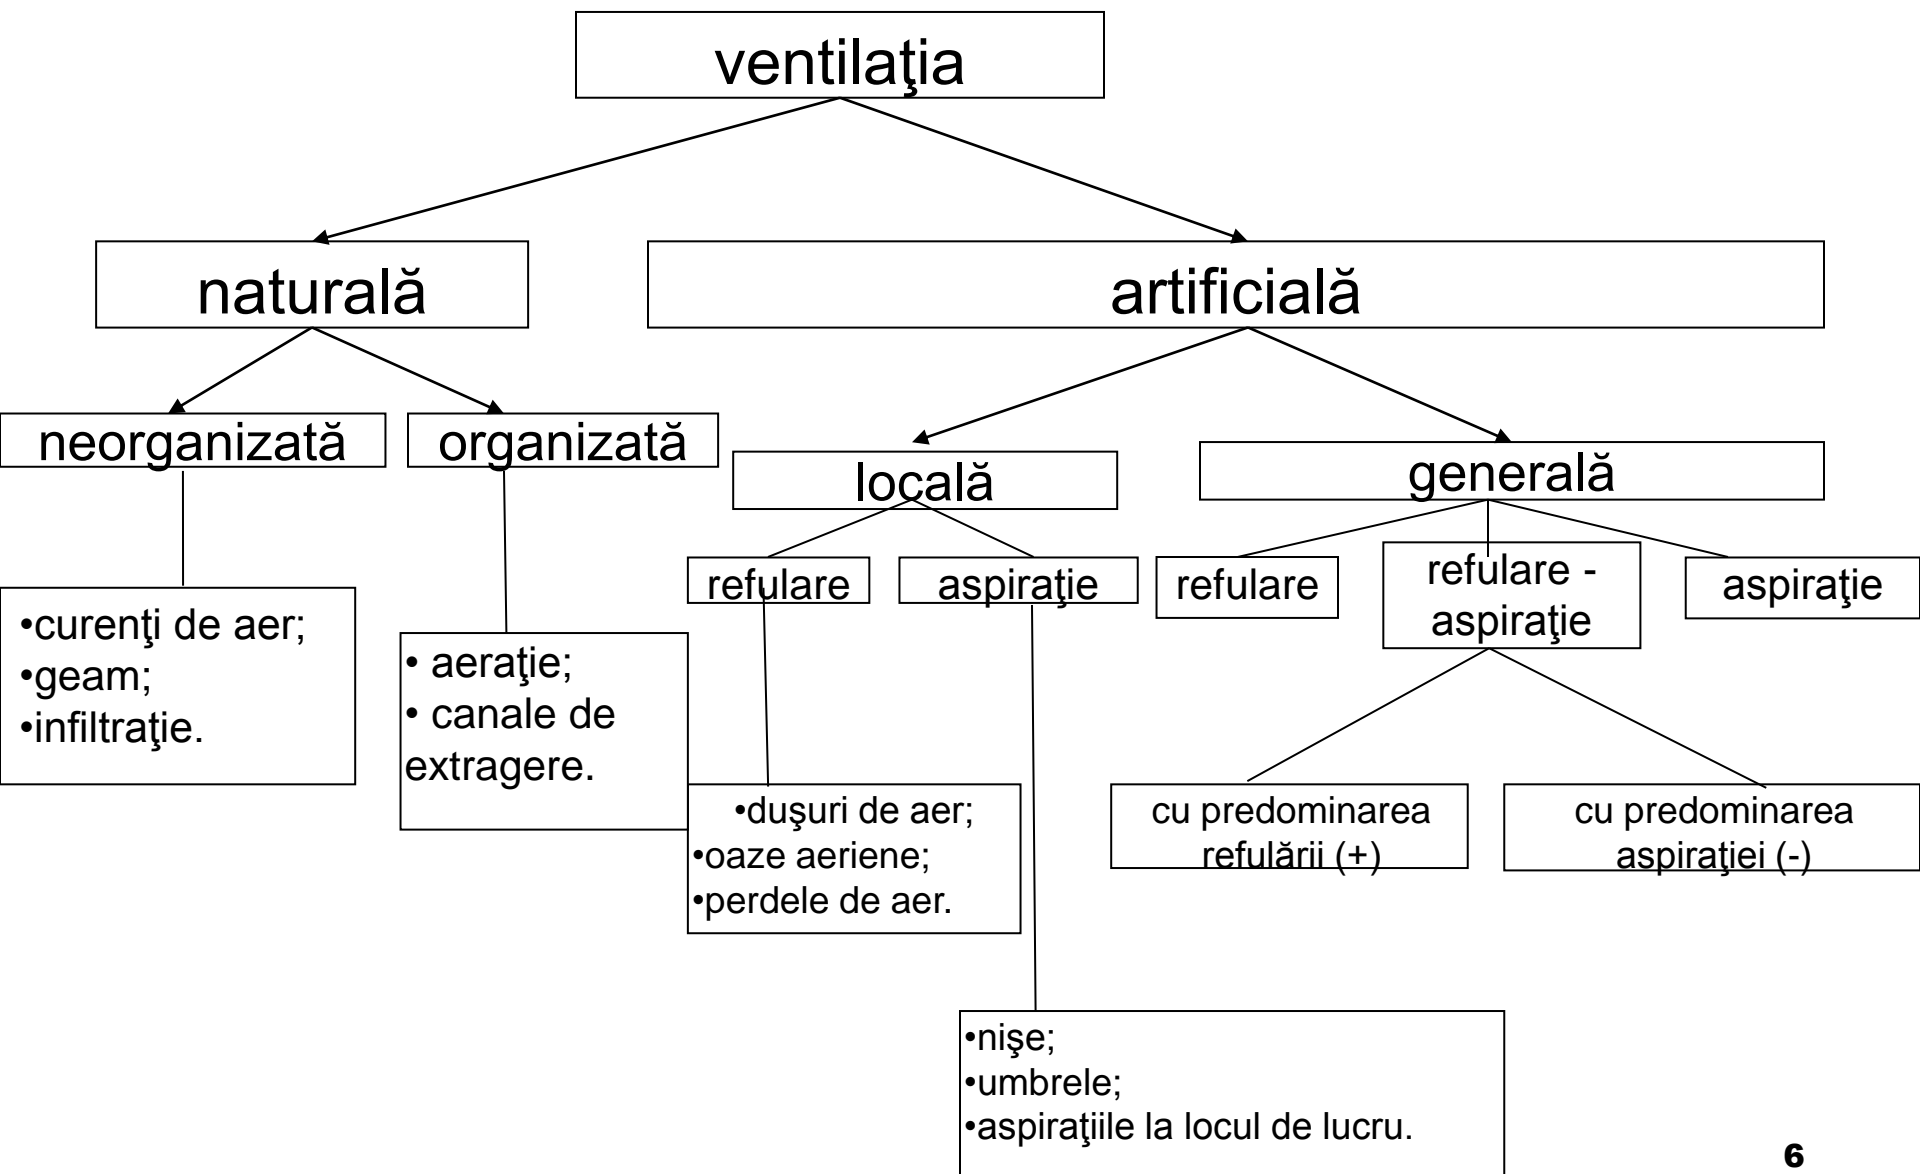 ventilaţia
naturală
artificială
neorganizată
organizată
locală
generală
refulare
aspiraţie
refulare
refulare -
aspiraţie
aspiraţie
•curenţi de aer;
•geam;
•infiltraţie.
• aeraţie;
• canale de
extragere.
•duşuri de aer;
•oaze aeriene;
•perdele de aer.
cu predominarea
refulării (+)
cu predominarea
aspiraţiei (-)
•nişe;
•umbrele;
•aspiraţiile la locul de lucru.
6